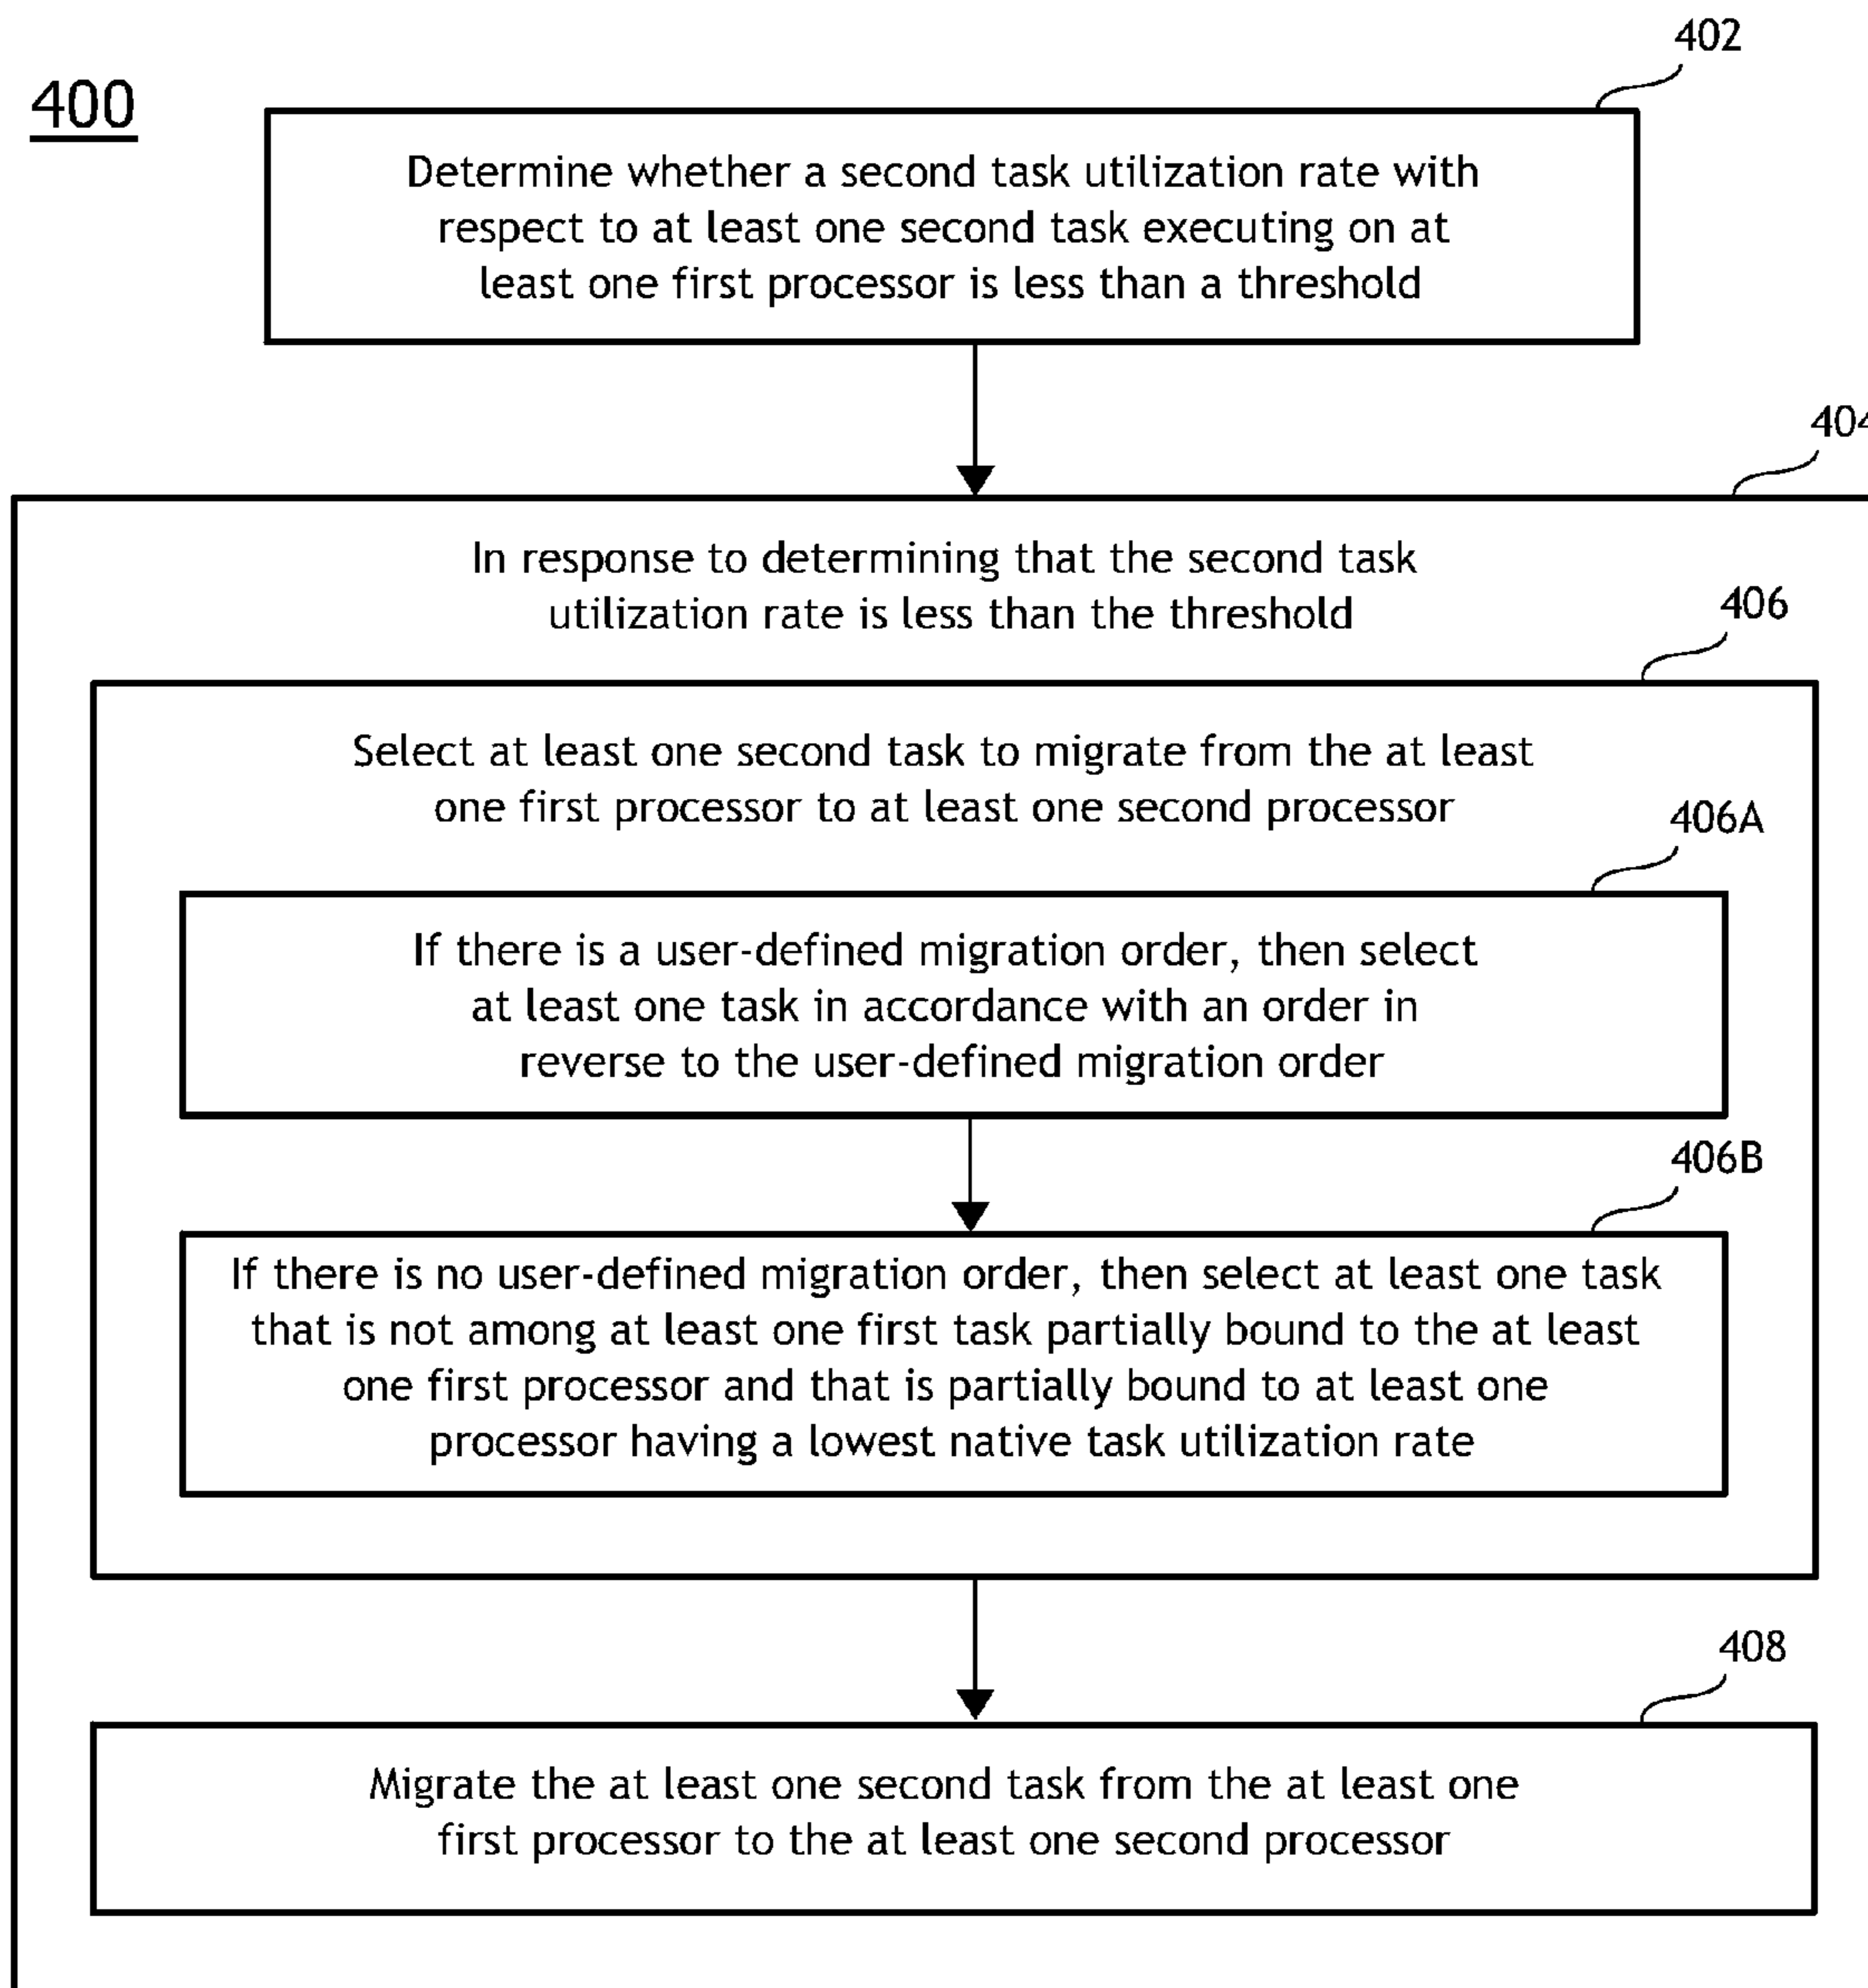 402
400
Determine whether a second task utilization rate with
respect to at least one second task executing on at
least one first processor is less than a threshold
404
In response to determining that the second task
utilization rate is less than the threshold
406
Select at least one second task to migrate from the at least
one first processor to at least one second processor
406A
If there is a user-defined migration order, then select
at least one task in accordance with an order in
reverse to the user-defined migration order
406B
If there is no user-defined migration order, then select at least one task
that is not among at least one first task partially bound to the at least
one first processor and that is partially bound to at least one
processor having a lowest native task utilization rate
408
Migrate the at least one second task from the at least one
first processor to the at least one second processor